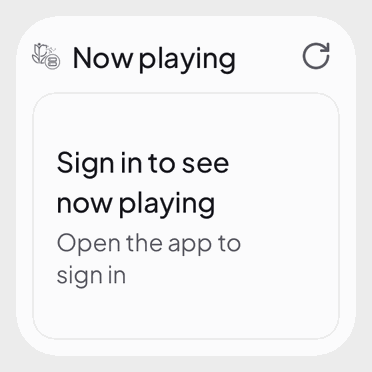 Now playing
Sign in to see
now playing
Open the app to
sign in